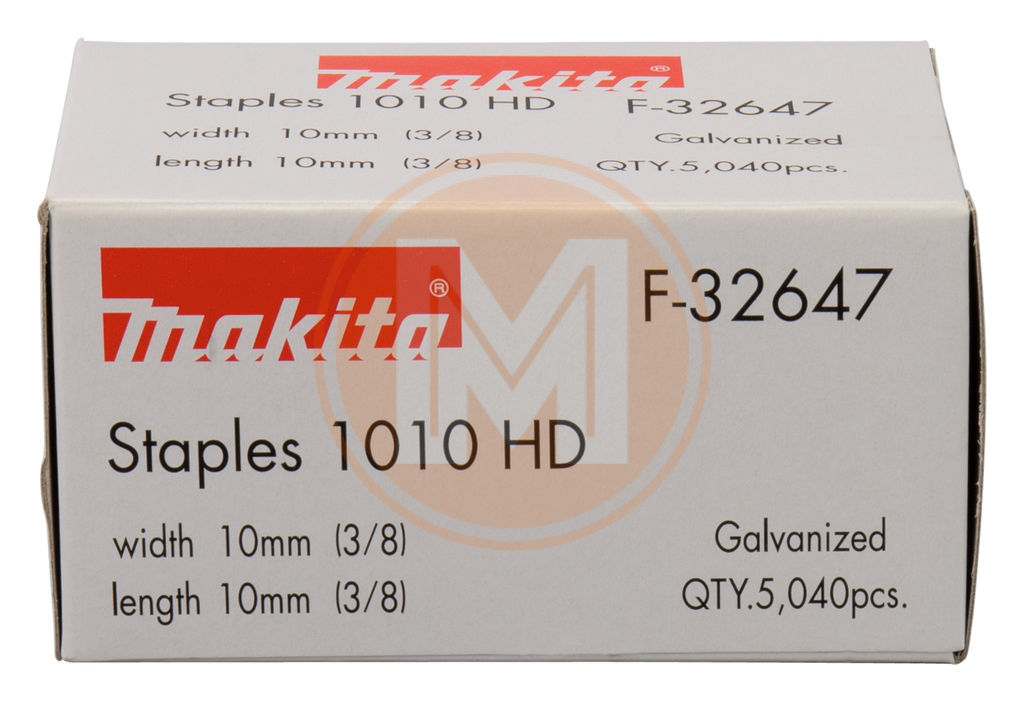 makita®
Staples 1010 HD F-32647
width 10mm (3/8) Galvanized
length 10mm (3/8) QTY.5,040pcs.
makita® F-32647
Staples 1010 HD
width 10mm (3/8) Galvanized
length 10mm (3/8) QTY.5,040pcs.
M